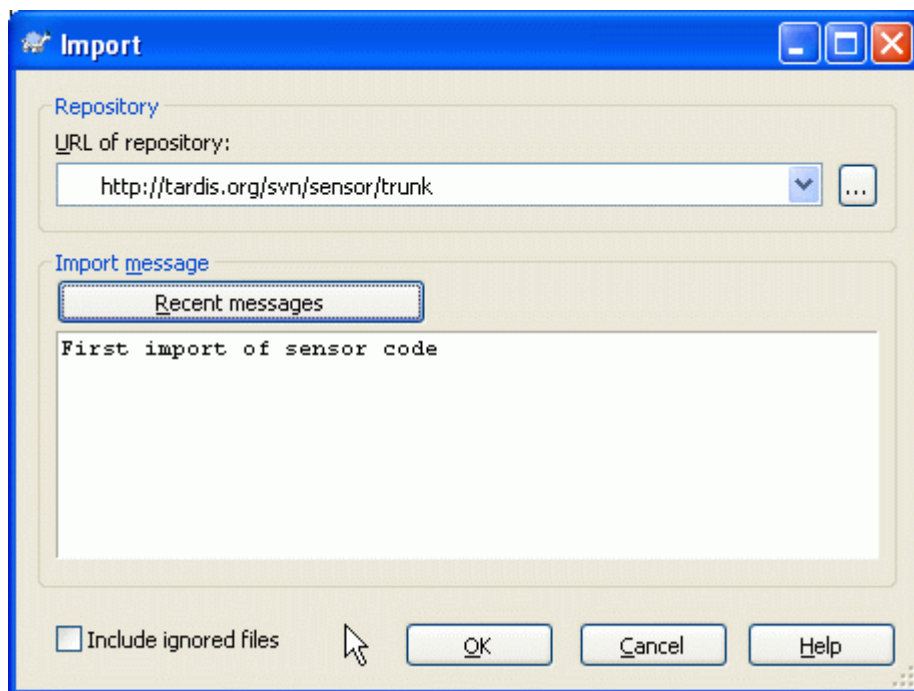 Import
Repository
URL of repository:
http://tardis.org/svn/sensor/trunk
...
Import message
Recent messages
First import of sensor code
Include ignored files
OK
Cancel
Help